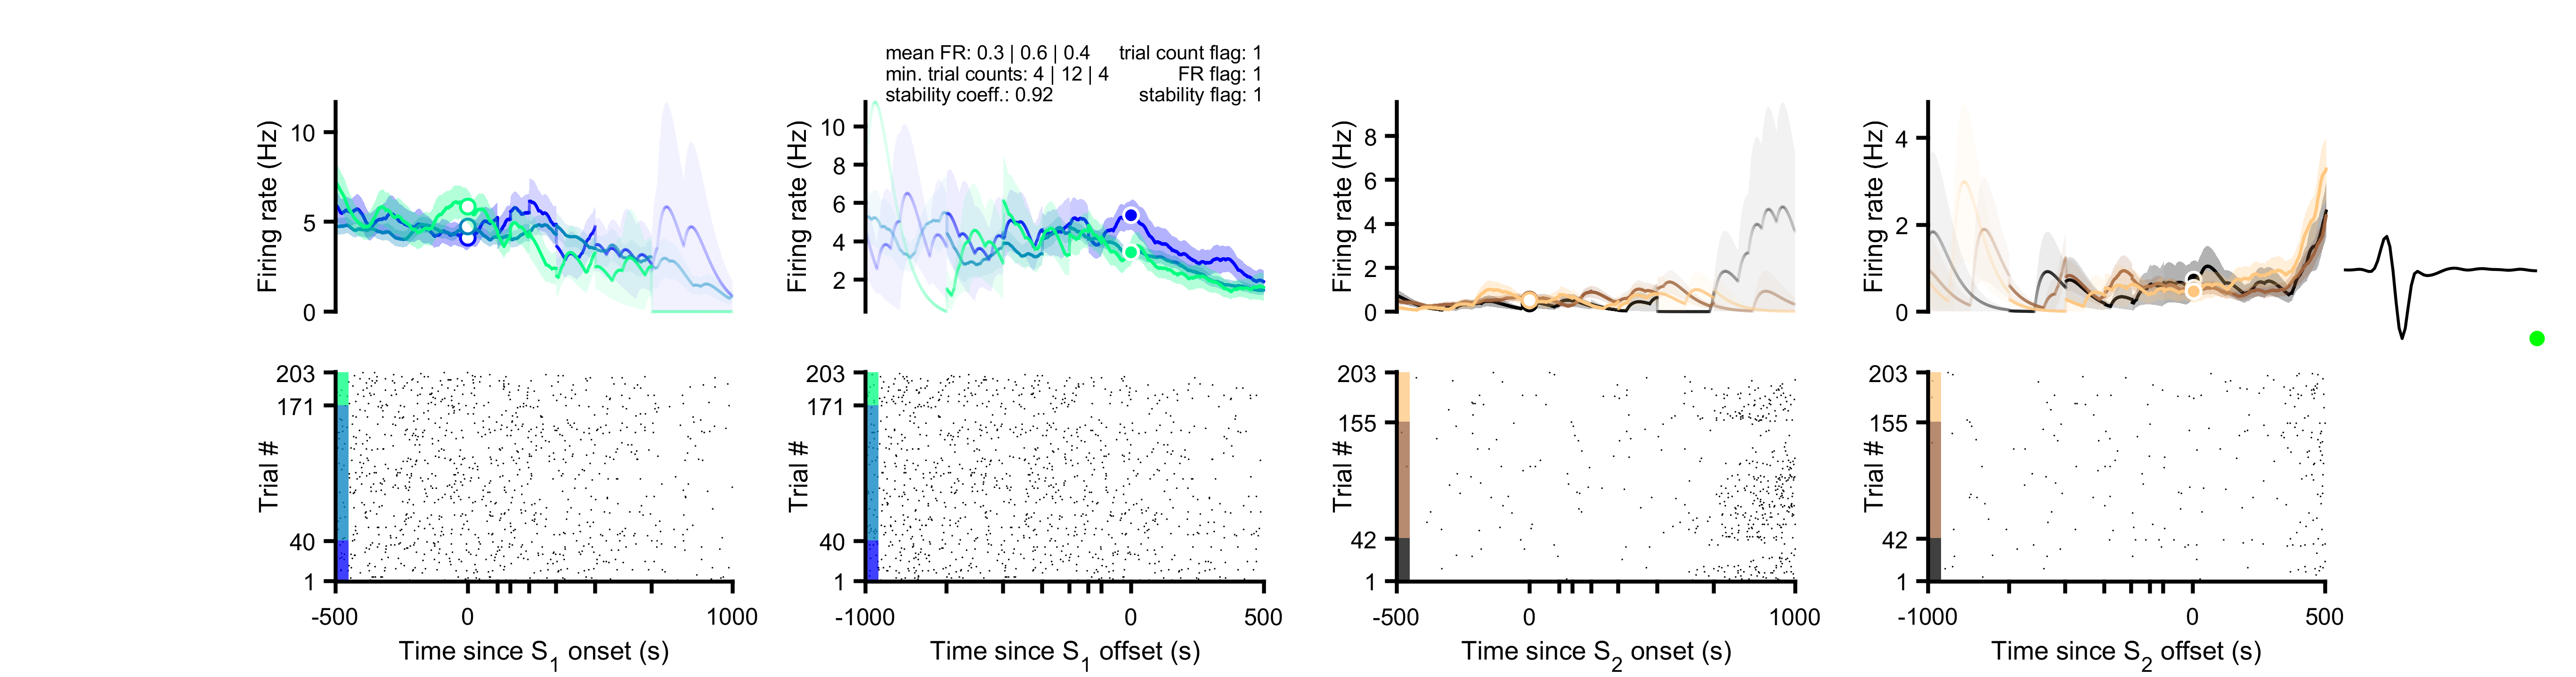 mean FR: 0.3 | 0.6 | 0.4 trial count flag: 1
min. trial counts: 4 | 12 | 4 FR flag: 1
stability coeff.: 0.92 stability flag: 1
Firing rate (Hz)
10
5
0
Firing rate (Hz)
10
8
6
4
2
Firing rate (Hz)
8
6
4
2
0
Firing rate (Hz)
4
2
0
Trial #
203
171
40
1
-500 0 1000
Time since S1 onset (s)
Trial #
203
171
40
1
-1000 0 500
Time since S1 offset (s)
Trial #
203
155
42
1
-500 0 1000
Time since S2 onset (s)
Trial #
203
155
42
1
-1000 0 500
Time since S2 offset (s)